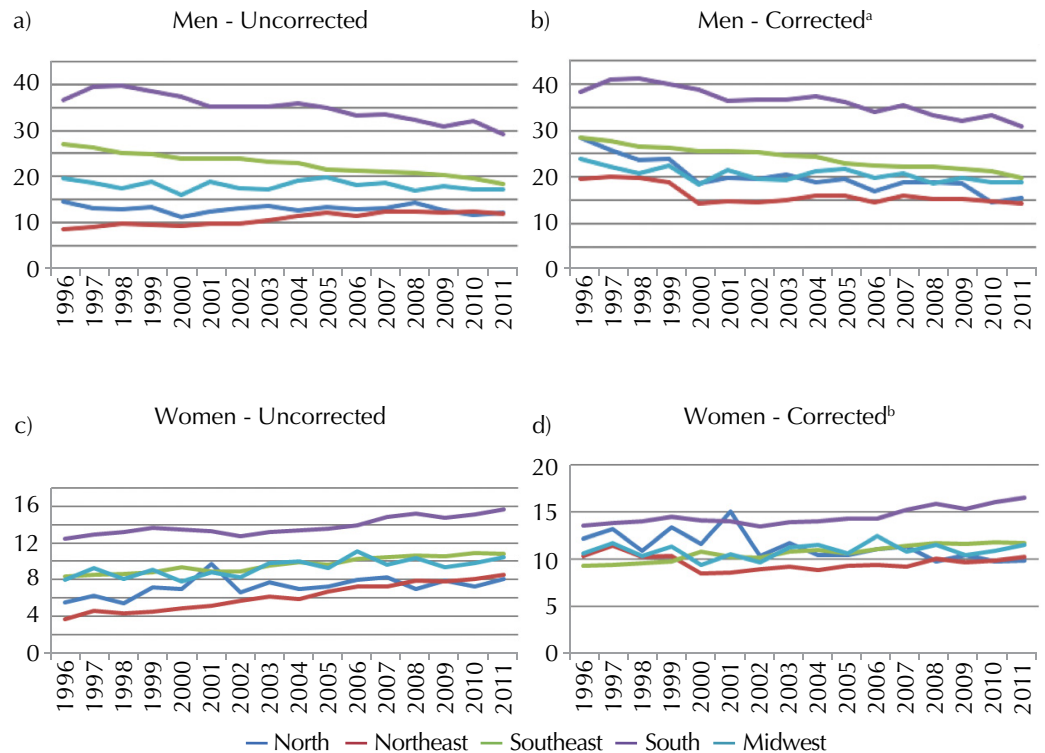 a) Men - Uncorrected
40
30
20
10
0
1996 1997 1998 1999 2000 2001 2002 2003 2004 2005 2006 2007 2008 2009 2010 2011
b) Men - Correctedᵃ
40
30
20
10
0
1996 1997 1998 1999 2000 2001 2002 2003 2004 2005 2006 2007 2008 2009 2010 2011
c) Women - Uncorrected
16
12
8
4
0
1996 1997 1998 1999 2000 2001 2002 2003 2004 2005 2006 2007 2008 2009 2010 2011
d) Women - Correctedᵇ
20
15
10
5
0
1996 1997 1998 1999 2000 2001 2002 2003 2004 2005 2006 2007 2008 2009 2010 2011
North Northeast Southeast South Midwest